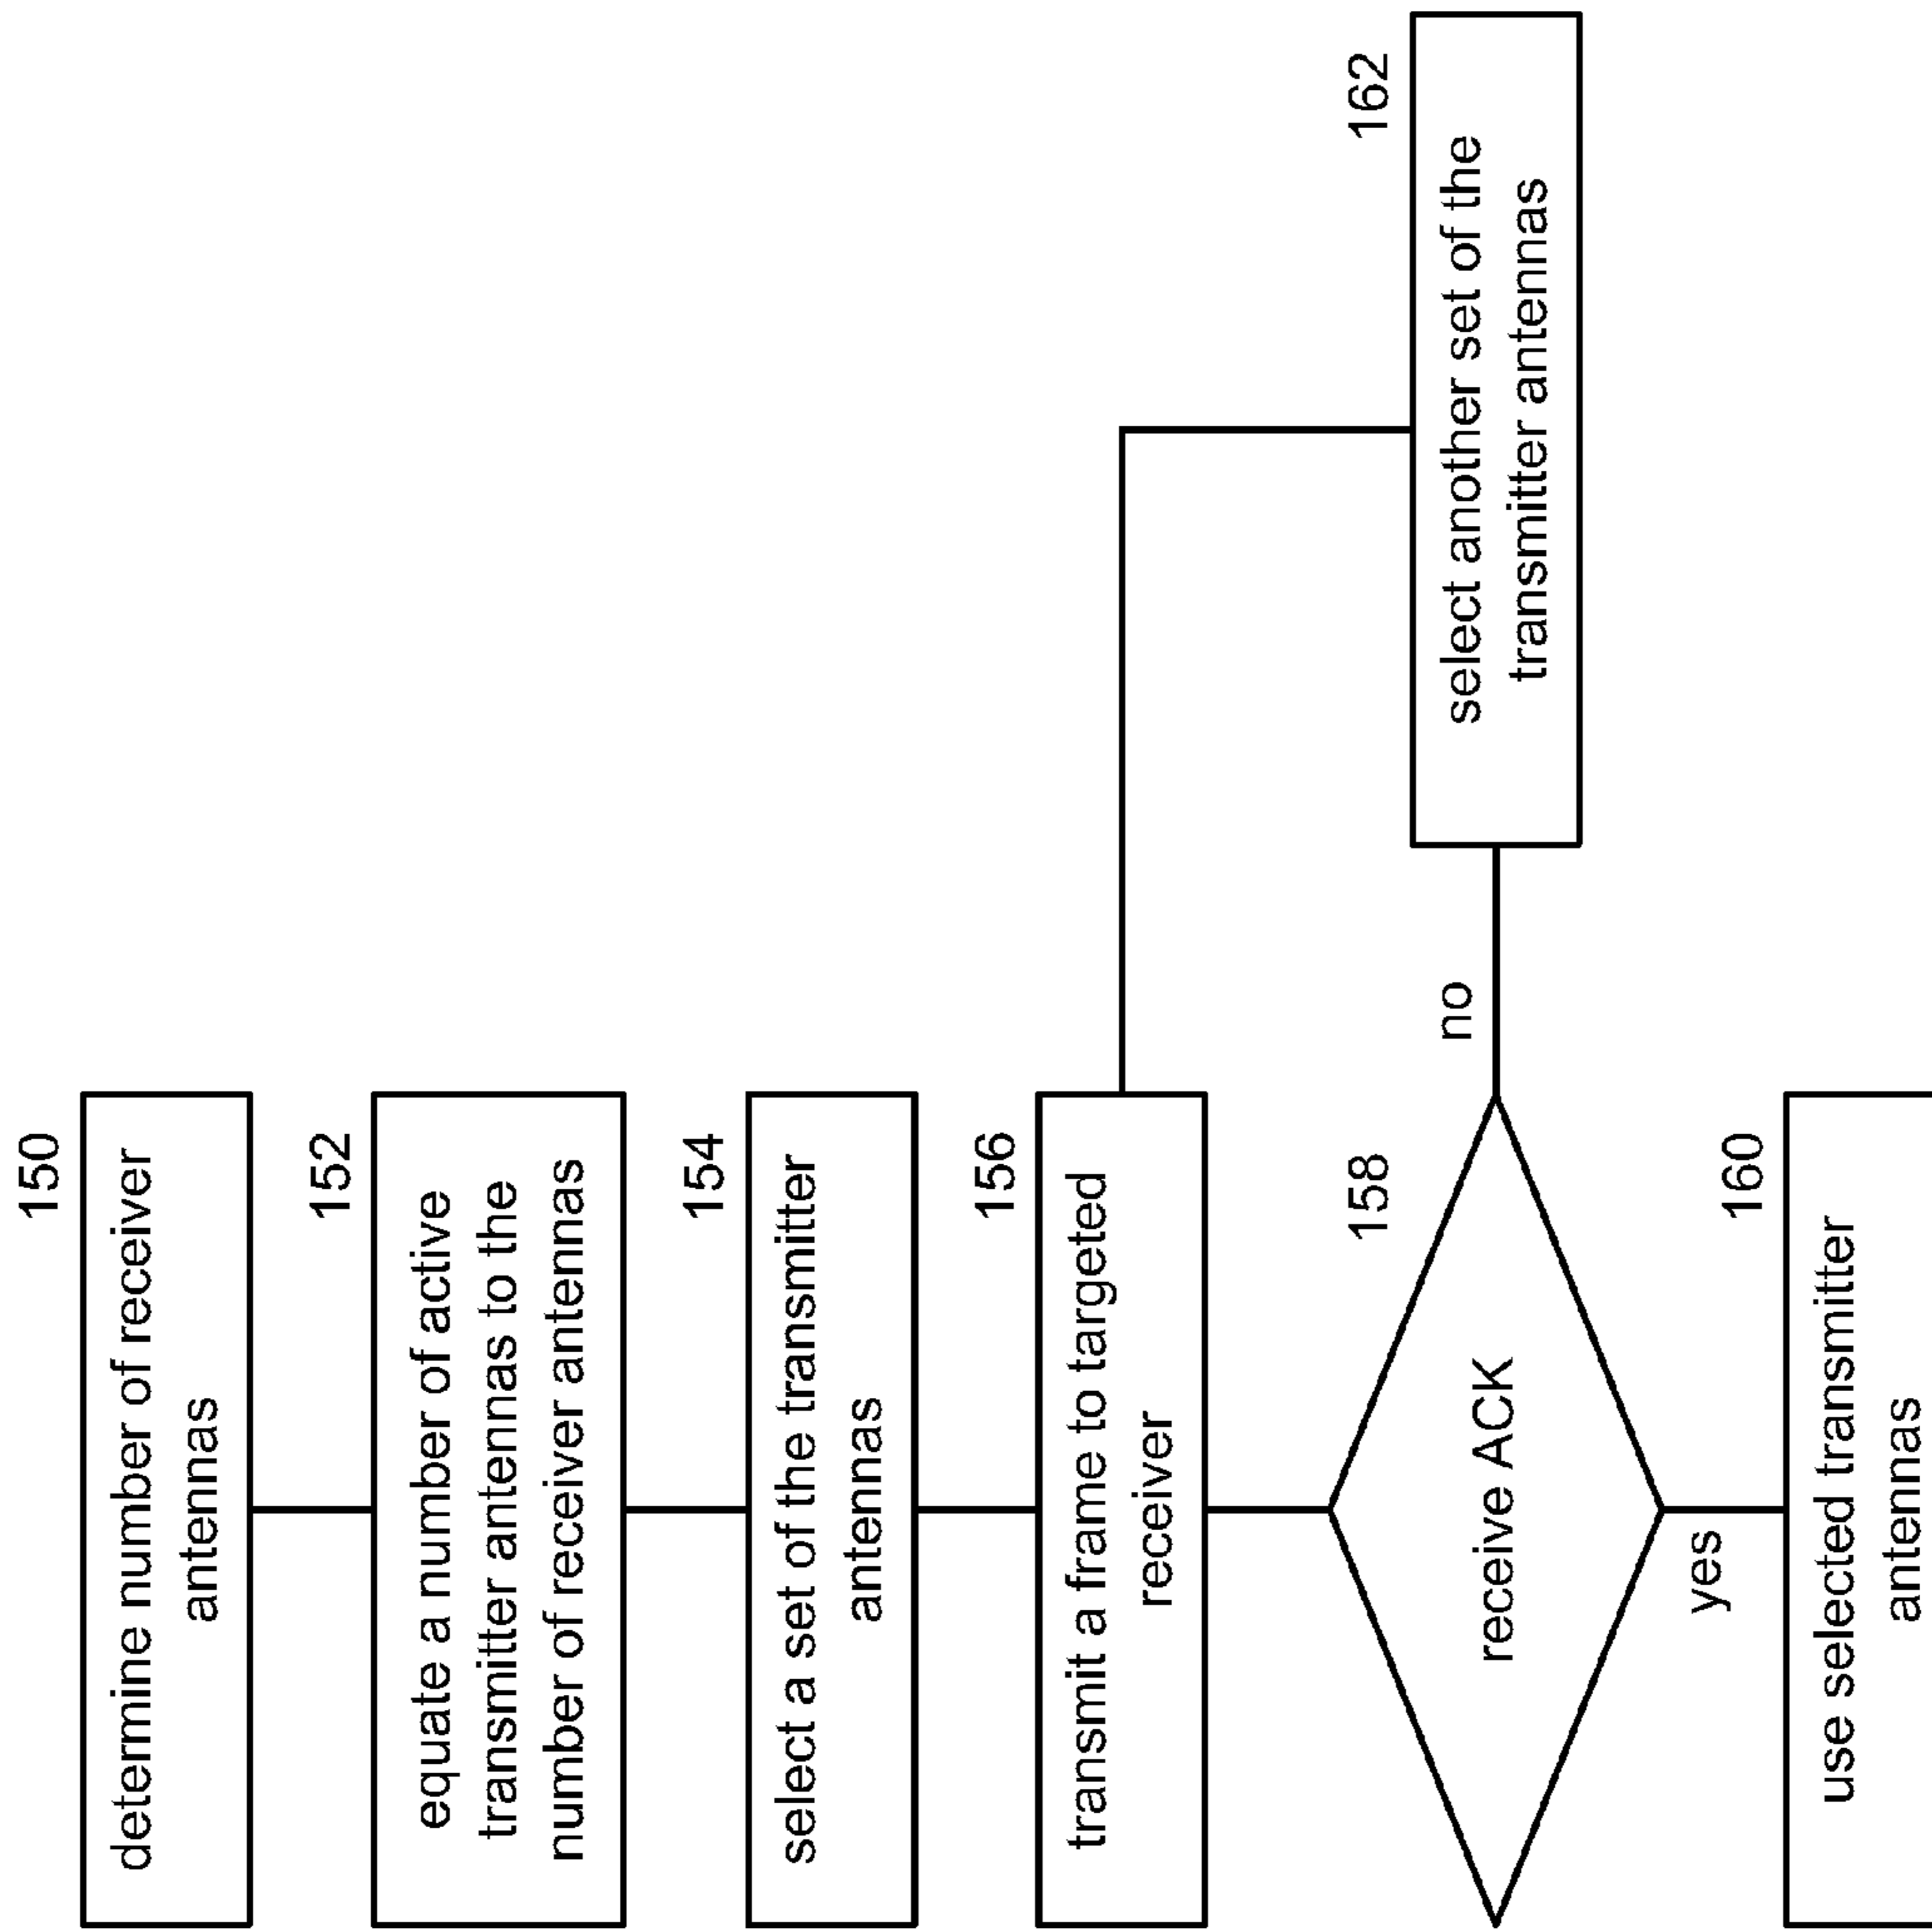 150
determine number of receiver
antennas
152
equate a number of active
transmitter antennas to the
number of receiver antennas
154
select a set of the transmitter
antennas
156
transmit a frame to targeted
receiver
158
receive ACK
no
162
select another set of the
transmitter antennas
yes
160
use selected transmitter
antennas